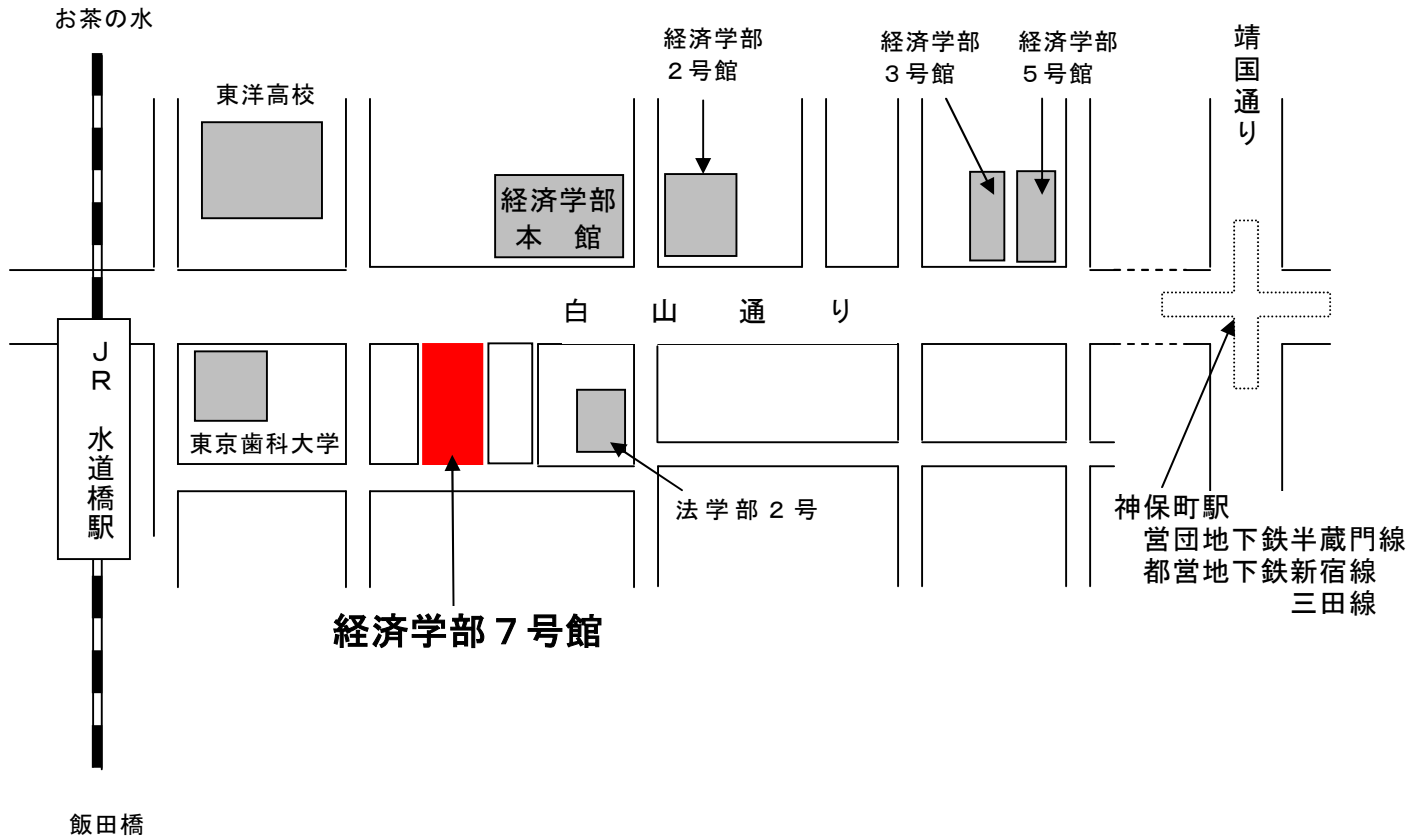 お茶の水
東洋高校
経済学部
２号館
経済学部
３号館
経済学部
５号館
靖国通り
経済学部
本　館
白　山　通　り
ＪＲ　水道橋駅
東京歯科大学
法学部２号
神保町駅
営団地下鉄半蔵門線
都営地下鉄新宿線
三田線
経済学部７号館
飯田橋